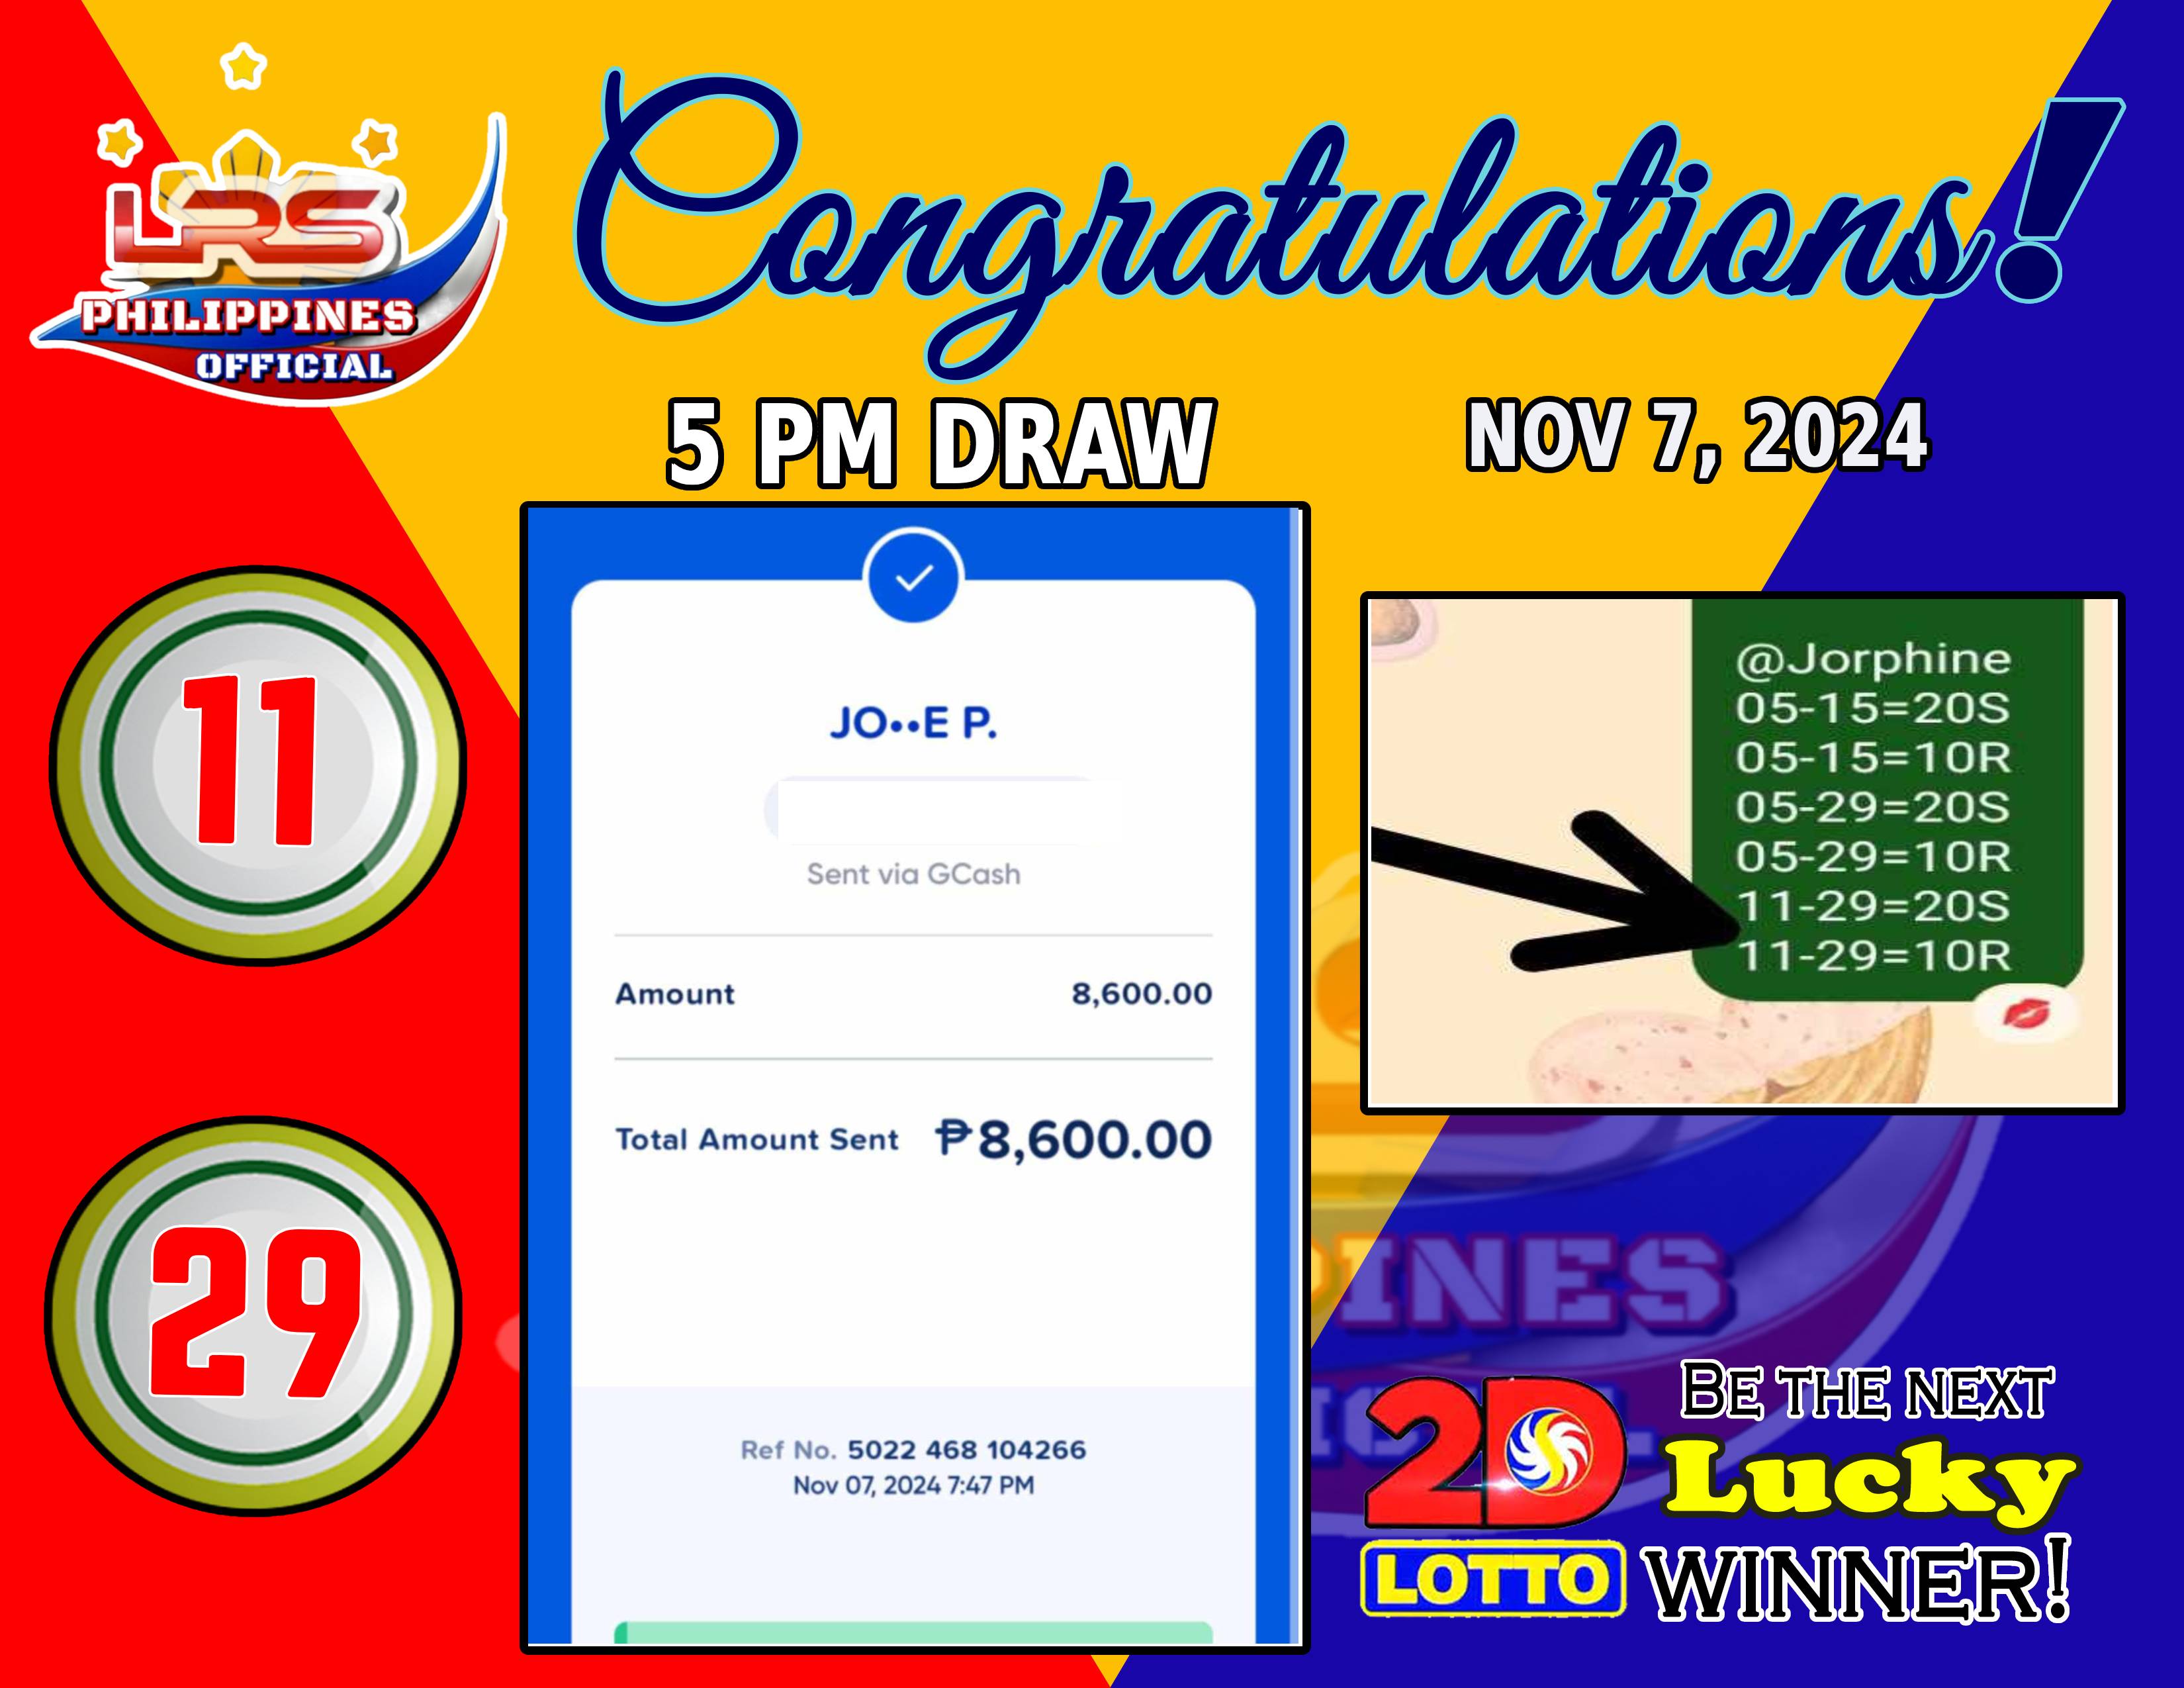 LRS
PHILIPPINES
OFFICIAL
Congratulations!
5 PM DRAW
NOV 7, 2024
11
29
JO••E P.
Sent via GCash
Amount 8,600.00
Total Amount Sent ₱8,600.00
Ref No. 5022 468 104266
Nov 07, 2024 7:47 PM
@Jorphine
05-15=20S
05-15=10R
05-29=20S
05-29=10R
11-29=20S
11-29=10R
PINES
2D
LOTTO
BE THE NEXT
Lucky
WINNER!